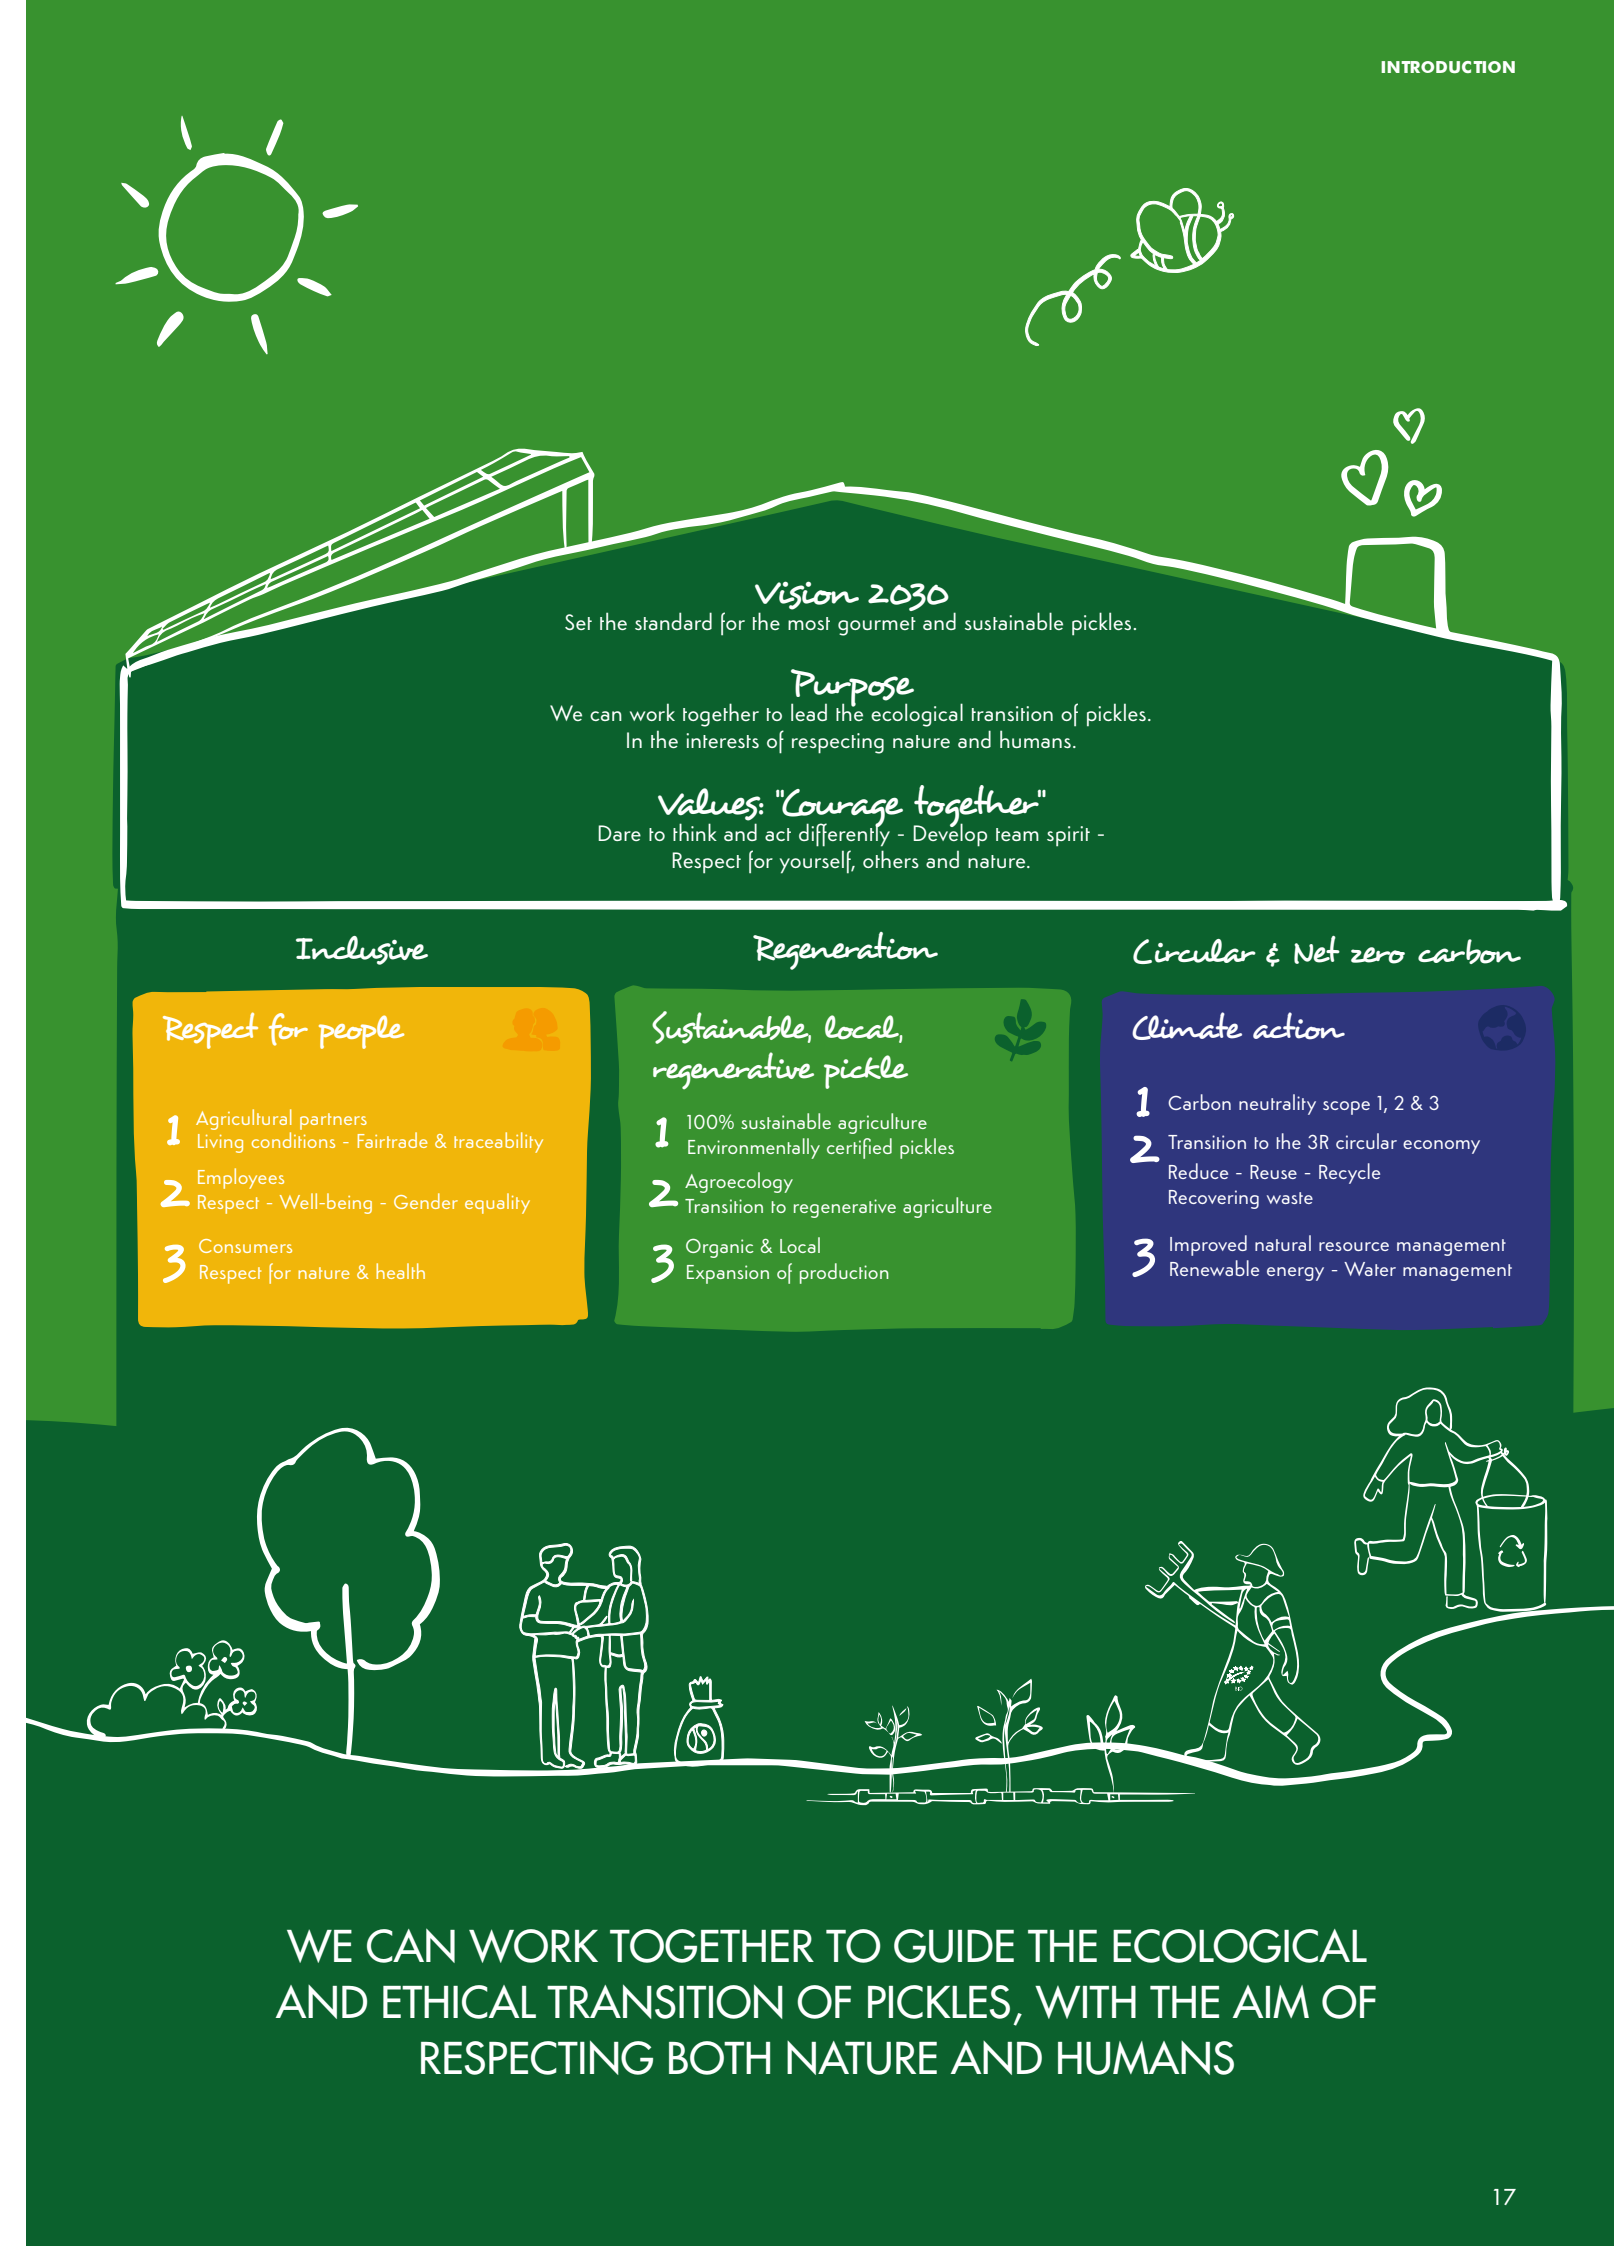 INTRODUCTION
Vision 2030
Set the standard for the most gourmet and sustainable pickles.
Purpose
We can work together to lead the ecological transition of pickles.
In the interests of respecting nature and humans.
Values: "Courage together"
Dare to think and act differently - Develop team spirit -
Respect for yourself, others and nature.
Inclusive
Respect for people
1 Agricultural partners
Living conditions - Fairtrade & traceability
2 Employees
Respect - Well-being - Gender equality
3 Consumers
Respect for nature & health
Regeneration
Sustainable, local,
regenerative pickle
1 100% sustainable agriculture
Environmentally certified pickles
2 Agroecology
Transition to regenerative agriculture
3 Organic & Local
Expansion of production
Circular & Net zero carbon
Climate action
1 Carbon neutrality scope 1, 2 & 3
2 Transition to the 3R circular economy
Reduce - Reuse - Recycle
Recovering waste
3 Improved natural resource management
Renewable energy - Water management
WE CAN WORK TOGETHER TO GUIDE THE ECOLOGICAL
AND ETHICAL TRANSITION OF PICKLES, WITH THE AIM OF
RESPECTING BOTH NATURE AND HUMANS
17